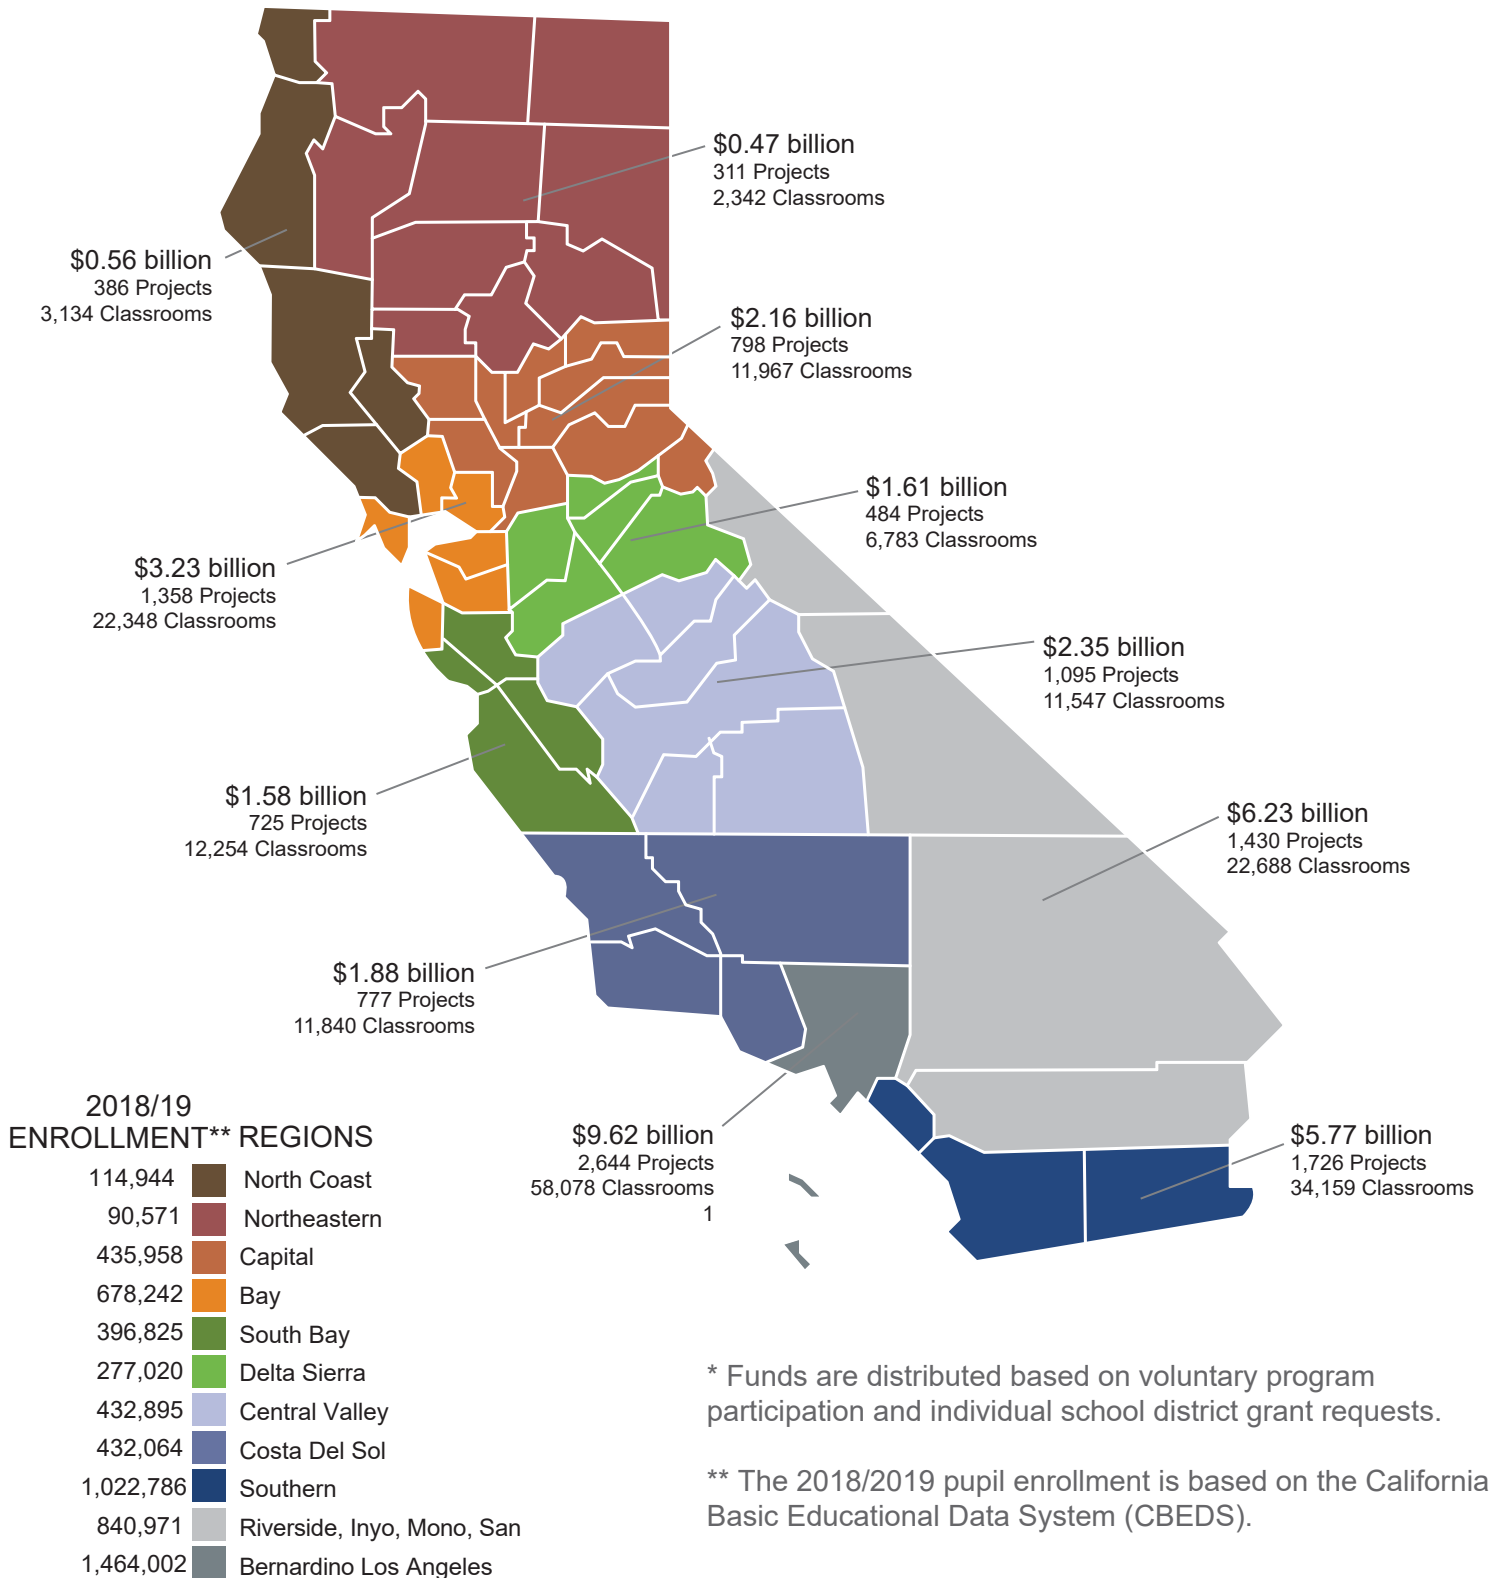 $0.47 billion
311 Projects
2,342 Classrooms
$0.56 billion
386 Projects
3,134 Classrooms
$2.16 billion
798 Projects
11,967 Classrooms
$1.61 billion
484 Projects
6,783 Classrooms
$3.23 billion
1,358 Projects
22,348 Classrooms
$2.35 billion
1,095 Projects
11,547 Classrooms
$1.58 billion
725 Projects
12,254 Classrooms
$6.23 billion
1,430 Projects
22,688 Classrooms
$1.88 billion
777 Projects
11,840 Classrooms
$9.62 billion
2,644 Projects
58,078 Classrooms
1
$5.77 billion
1,726 Projects
34,159 Classrooms
2018/19
ENROLLMENT** REGIONS
114,944 North Coast
90,571 Northeastern
435,958 Capital
678,242 Bay
396,825 South Bay
277,020 Delta Sierra
432,895 Central Valley
432,064 Costa Del Sol
1,022,786 Southern
840,971 Riverside, Inyo, Mono, San
1,464,002 Bernardino Los Angeles
* Funds are distributed based on voluntary program
participation and individual school district grant requests.
** The 2018/2019 pupil enrollment is based on the California
Basic Educational Data System (CBEDS).